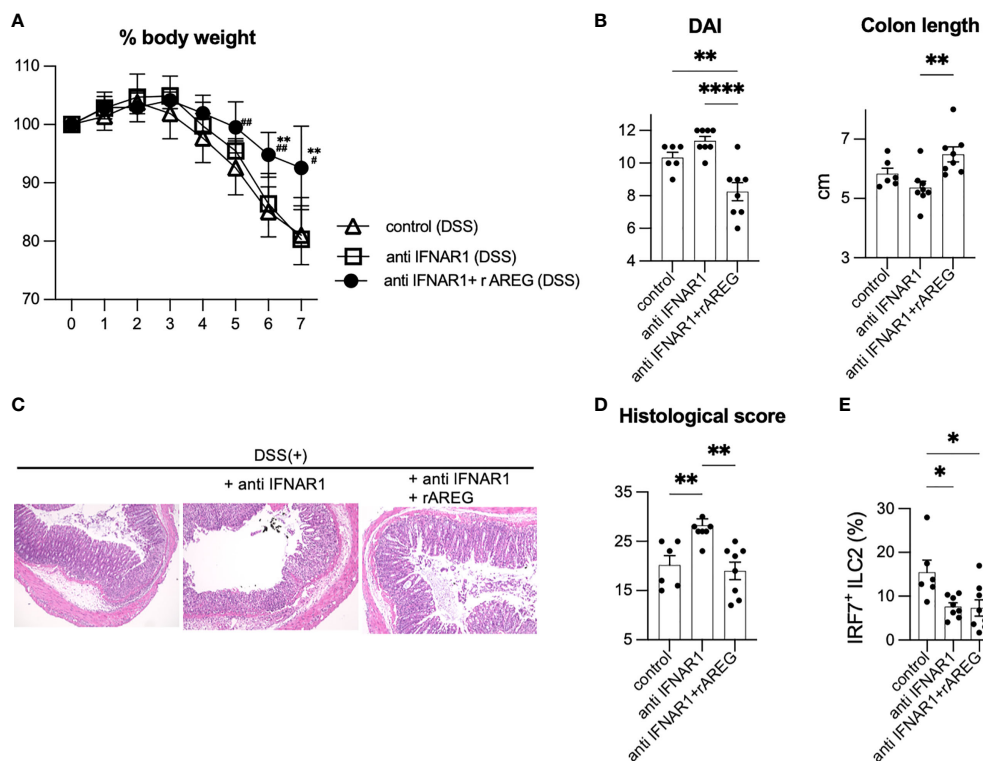 A
% body weight
110
100
90
80
70
0 1 2 3 4 5 6 7
##
**
##
**
#
control (DSS)
anti IFNAR1 (DSS)
anti IFNAR1+ r AREG (DSS)
B
DAI
**
****
12
10
8
6
4
control
anti IFNAR1
anti IFNAR1+rAREG
Colon length
**
cm
7
5
3
control
anti IFNAR1
anti IFNAR1+rAREG
C
DSS(+)
+ anti IFNAR1
+ anti IFNAR1
+ rAREG
D
Histological score
**
**
35
25
15
5
control
anti IFNAR1
anti IFNAR1+rAREG
E
*
*
IRF7+ ILC2 (%)
30
20
10
0
control
anti IFNAR1
anti IFNAR1+rAREG